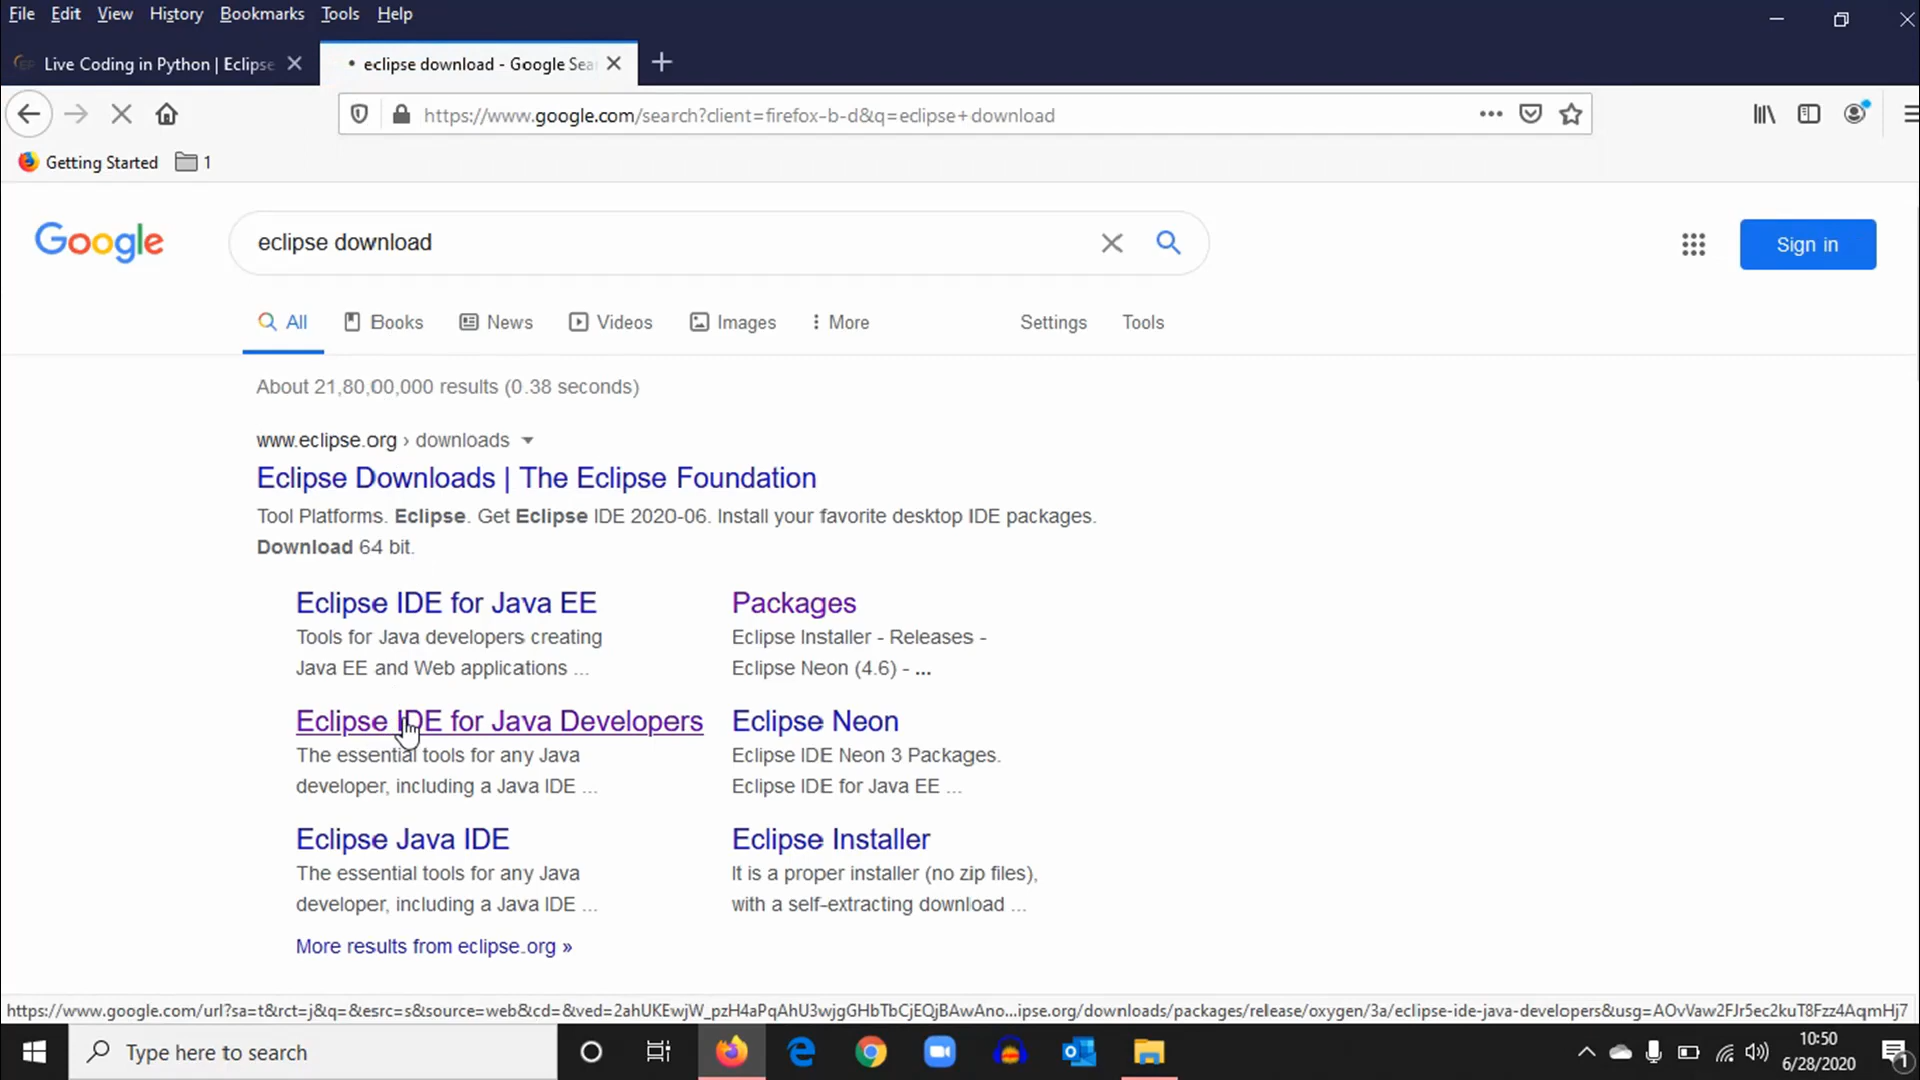 File Edit View History Bookmarks Tools Help
Live Coding in Python | Eclipse
eclipse download - Google Sea
https://www.google.com/search?client=firefox-b-d&q=eclipse+download
Getting Started 1
Google
eclipse download
Sign in
All Books News Videos Images More Settings Tools
About 21,80,00,000 results (0.38 seconds)
www.eclipse.org › downloads
Eclipse Downloads | The Eclipse Foundation
Tool Platforms. Eclipse. Get Eclipse IDE 2020-06. Install your favorite desktop IDE packages.
Download 64 bit.
Eclipse IDE for Java EE
Tools for Java developers creating
Java EE and Web applications ...
Packages
Eclipse Installer - Releases -
Eclipse Neon (4.6) - ...
Eclipse IDE for Java Developers
The essential tools for any Java
developer, including a Java IDE ...
Eclipse Neon
Eclipse IDE Neon 3 Packages.
Eclipse IDE for Java EE ...
Eclipse Java IDE
The essential tools for any Java
developer, including a Java IDE ...
Eclipse Installer
It is a proper installer (no zip files),
with a self-extracting download ...
More results from eclipse.org »
https://www.google.com/url?sa=t&rct=j&q=&esrc=s&source=web&cd=&ved=2ahUKEwjW_pzH4aPqAhU3wjgGHbTbCjEQjBAwAno...ipse.org/downloads/packages/release/oxygen/3a/eclipse-ide-java-developers&usg=AOvVaw2FJr5ec2kuT8Fzz4AqmHj7
Type here to search
10:50
6/28/2020
1